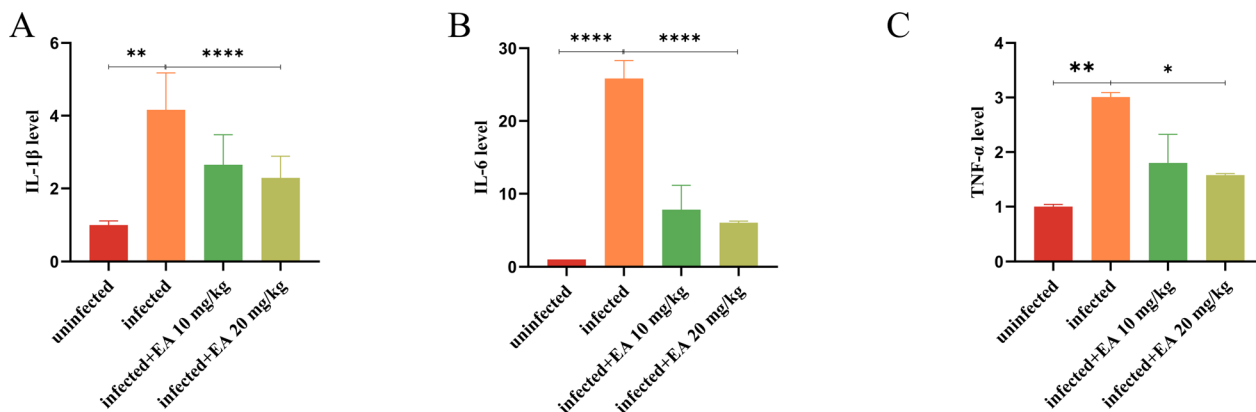 A
IL-1β level
6
4
2
0
**
****
uninfected
infected
infected+EA 10 mg/kg
infected+EA 20 mg/kg
B
IL-6 level
30
20
10
0
****
****
uninfected
infected
infected+EA 10 mg/kg
infected+EA 20 mg/kg
C
TNF-α level
4
3
2
1
0
**
*
uninfected
infected
infected+EA 10 mg/kg
infected+EA 20 mg/kg